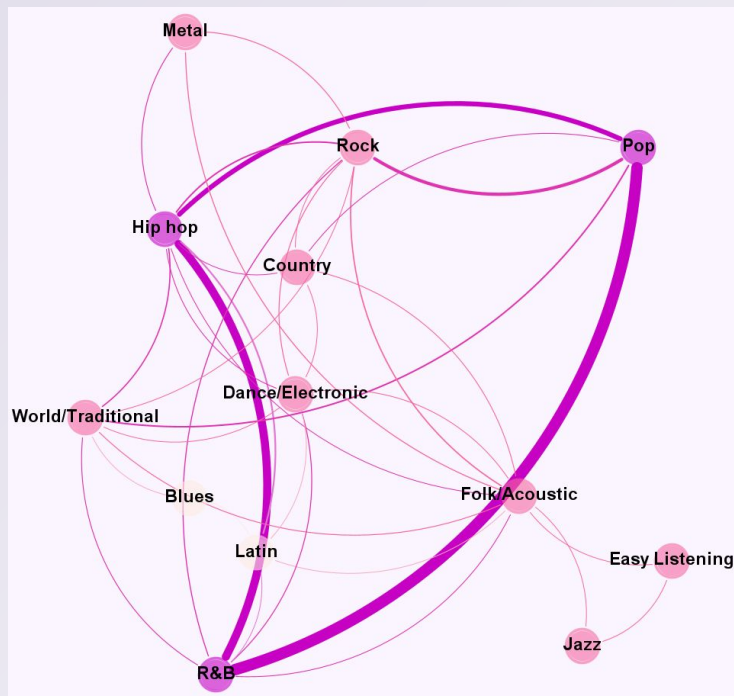 Metal
Rock
Pop
Hip hop
Country
Dance/Electronic
World/Traditional
Blues
Folk/Acoustic
Latin
Easy Listening
Jazz
R&B